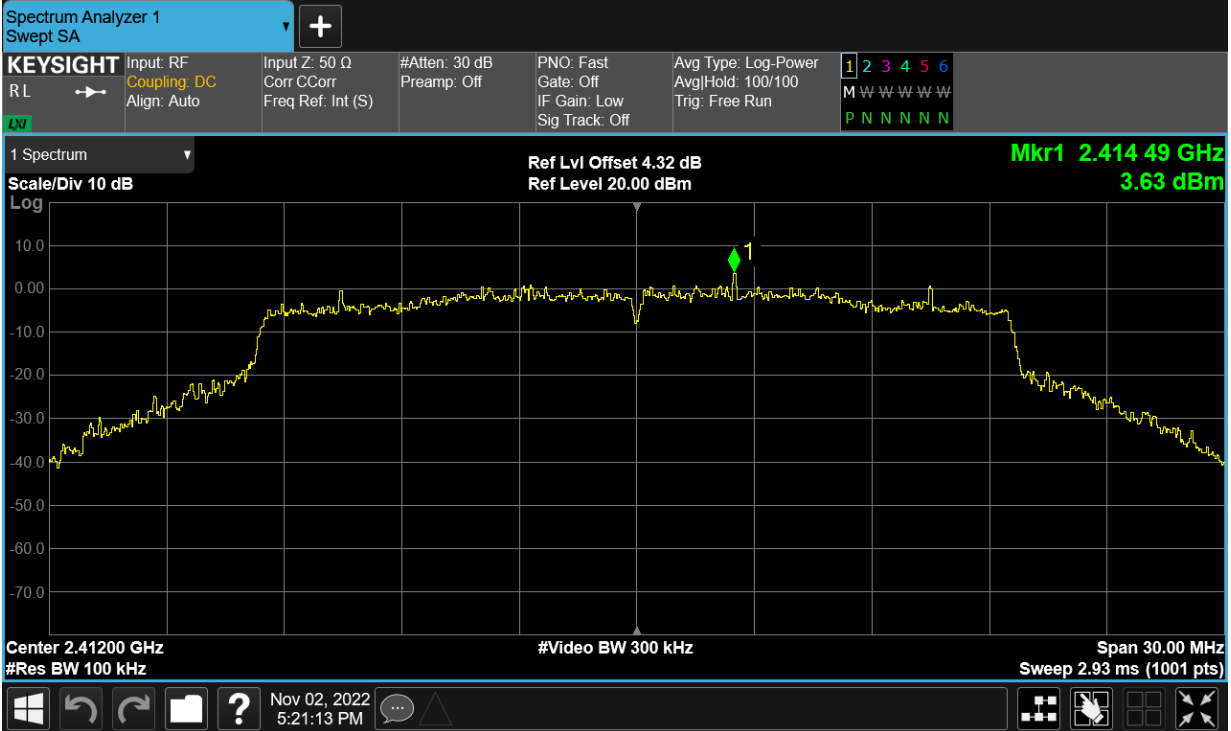 Spectrum Analyzer 1
Swept SA
KEYSIGHT
RL
LXI
Input: RF
Coupling: DC
Align: Auto
Input Z: 50 Ω
Corr CCorr
Freq Ref: Int (S)
#Atten: 30 dB
Preamp: Off
PNO: Fast
Gate: Off
IF Gain: Low
Sig Track: Off
Avg Type: Log-Power
Avg|Hold: 100/100
Trig: Free Run
1 2 3 4 5 6
M W W W W W
P N N N N N
1 Spectrum
Scale/Div 10 dB
Log
Ref Lvl Offset 4.32 dB
Ref Level 20.00 dBm
Mkr1 2.414 49 GHz
3.63 dBm
1
10.0
0.00
-10.0
-20.0
-30.0
-40.0
-50.0
-60.0
-70.0
Center 2.41200 GHz
#Res BW 100 kHz
#Video BW 300 kHz
Span 30.00 MHz
Sweep 2.93 ms (1001 pts)
?
Nov 02, 2022
5:21:13 PM